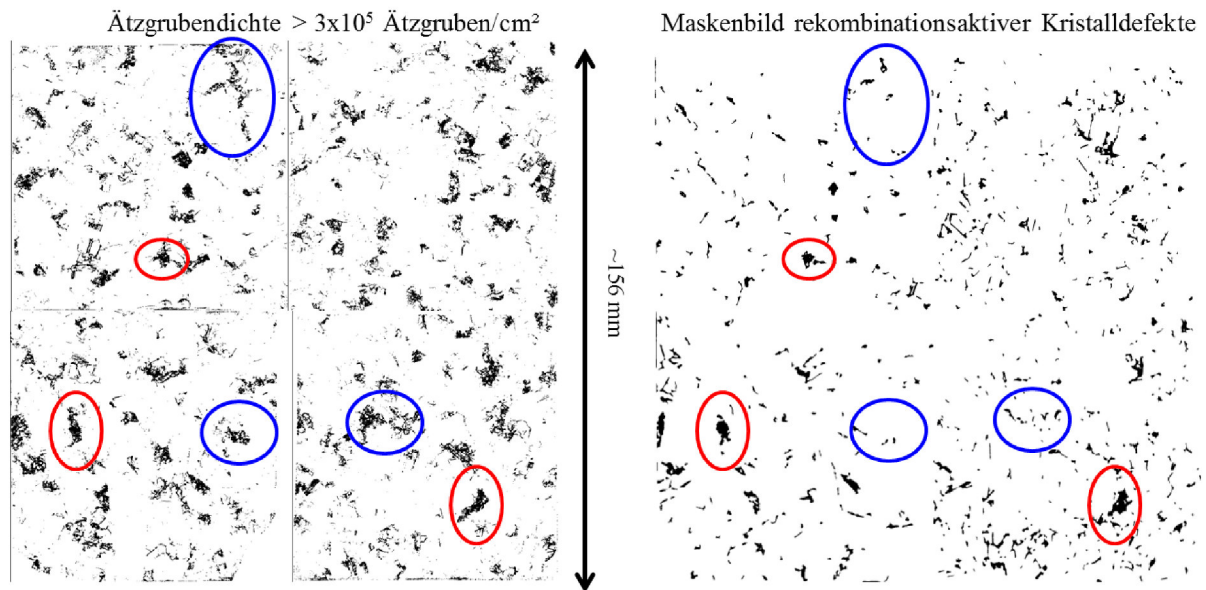 Ätzgrubendichte > 3x10⁵ Ätzgruben/cm²
Maskenbild rekombinationsaktiver Kristalldefekte
~156 mm